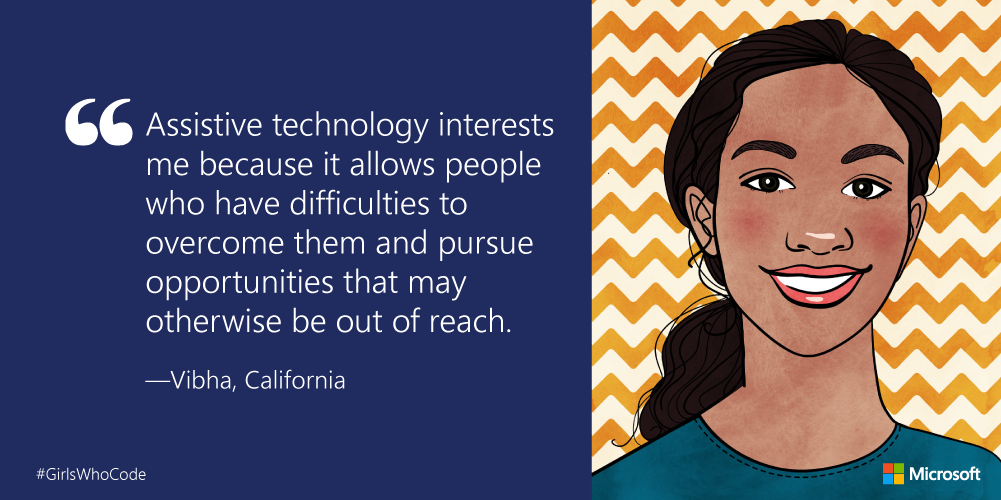 “
Assistive technology interests
me because it allows people
who have difficulties to
overcome them and pursue
opportunities that may
otherwise be out of reach.
—Vibha, California
#GirlsWhoCode
Microsoft